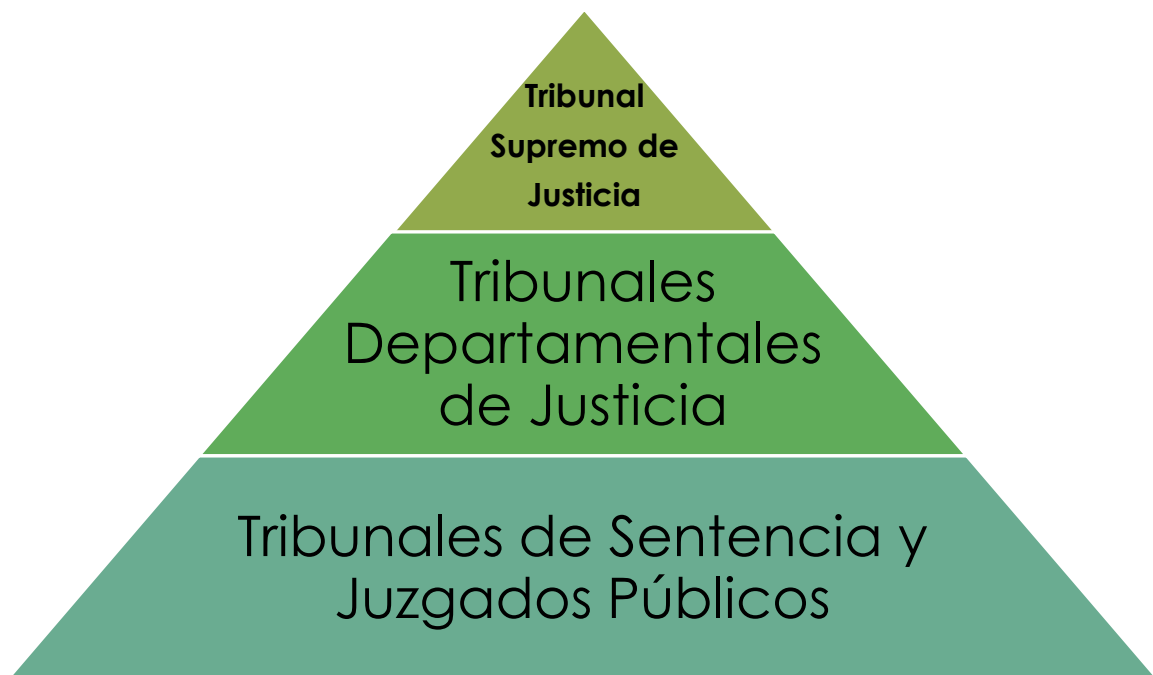 Tribunal
Supremo de
Justicia
Tribunales
Departamentales
de Justicia
Tribunales de Sentencia y
Juzgados Públicos